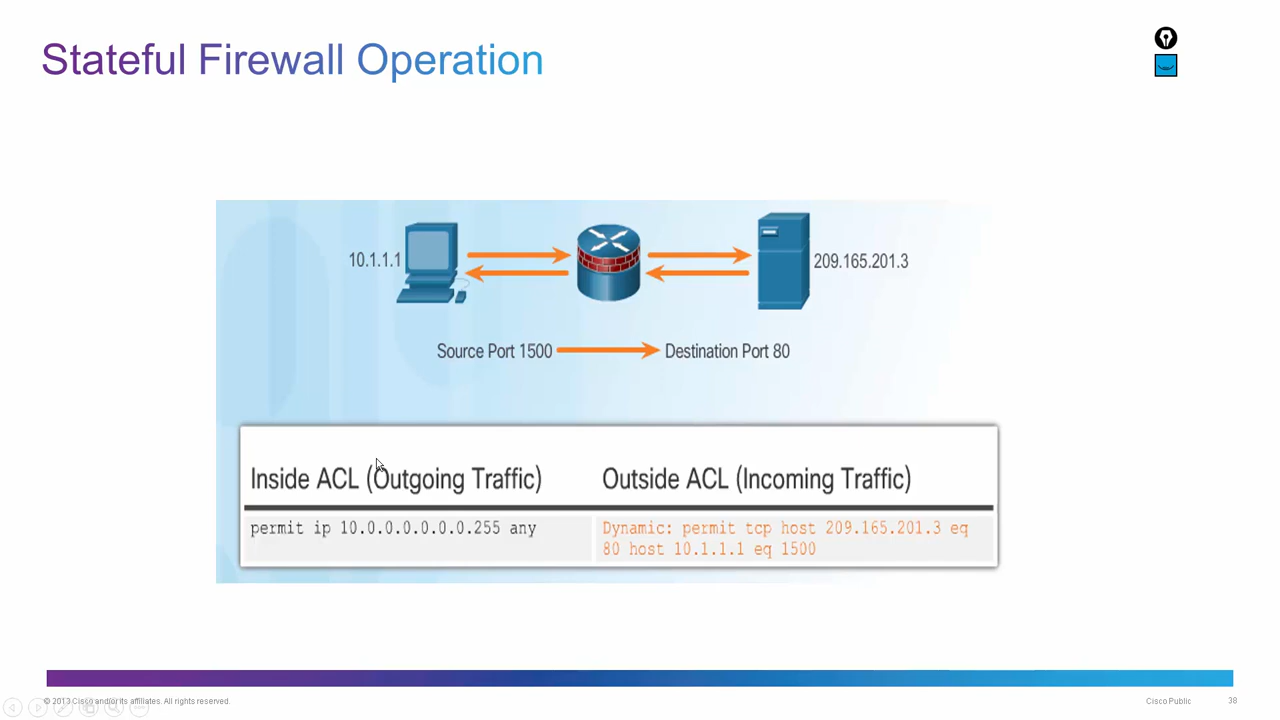 Stateful Firewall Operation
10.1.1.1
209.165.201.3
Source Port 1500
Destination Port 80
Inside ACL (Outgoing Traffic)
Outside ACL (Incoming Traffic)
permit ip 10.0.0.0.0.0.0.255 any
Dynamic: permit tcp host 209.165.201.3 eq
80 host 10.1.1.1 eq 1500
© 2013 Cisco and/or its affiliates. All rights reserved.
Cisco Public
38